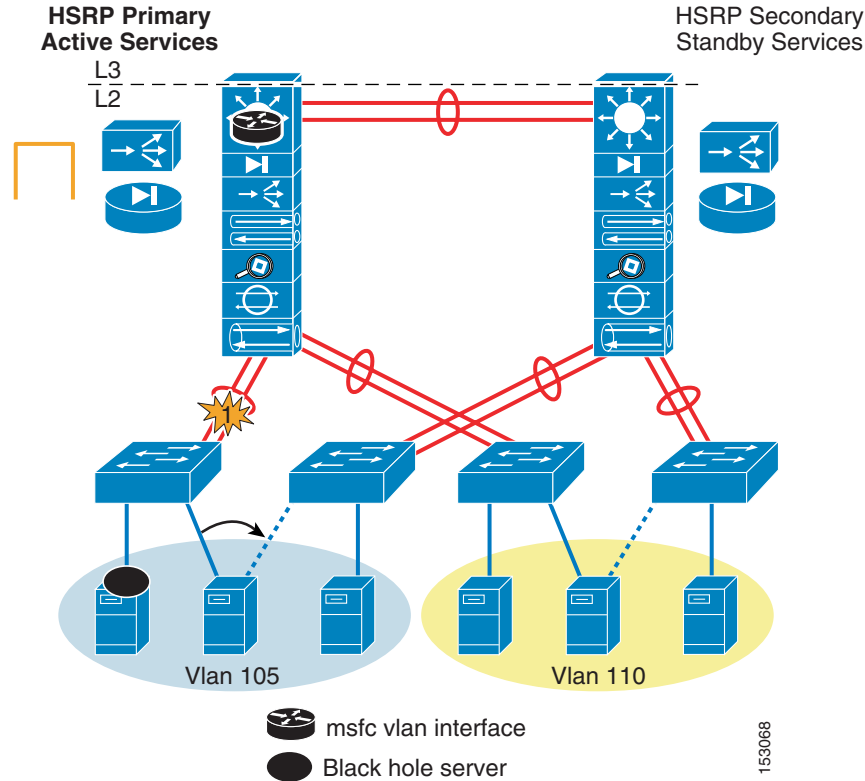 HSRP Primary
Active Services
HSRP Secondary
Standby Services
L3
L2
1
Vlan 105
Vlan 110
msfc vlan interface
Black hole server
153068